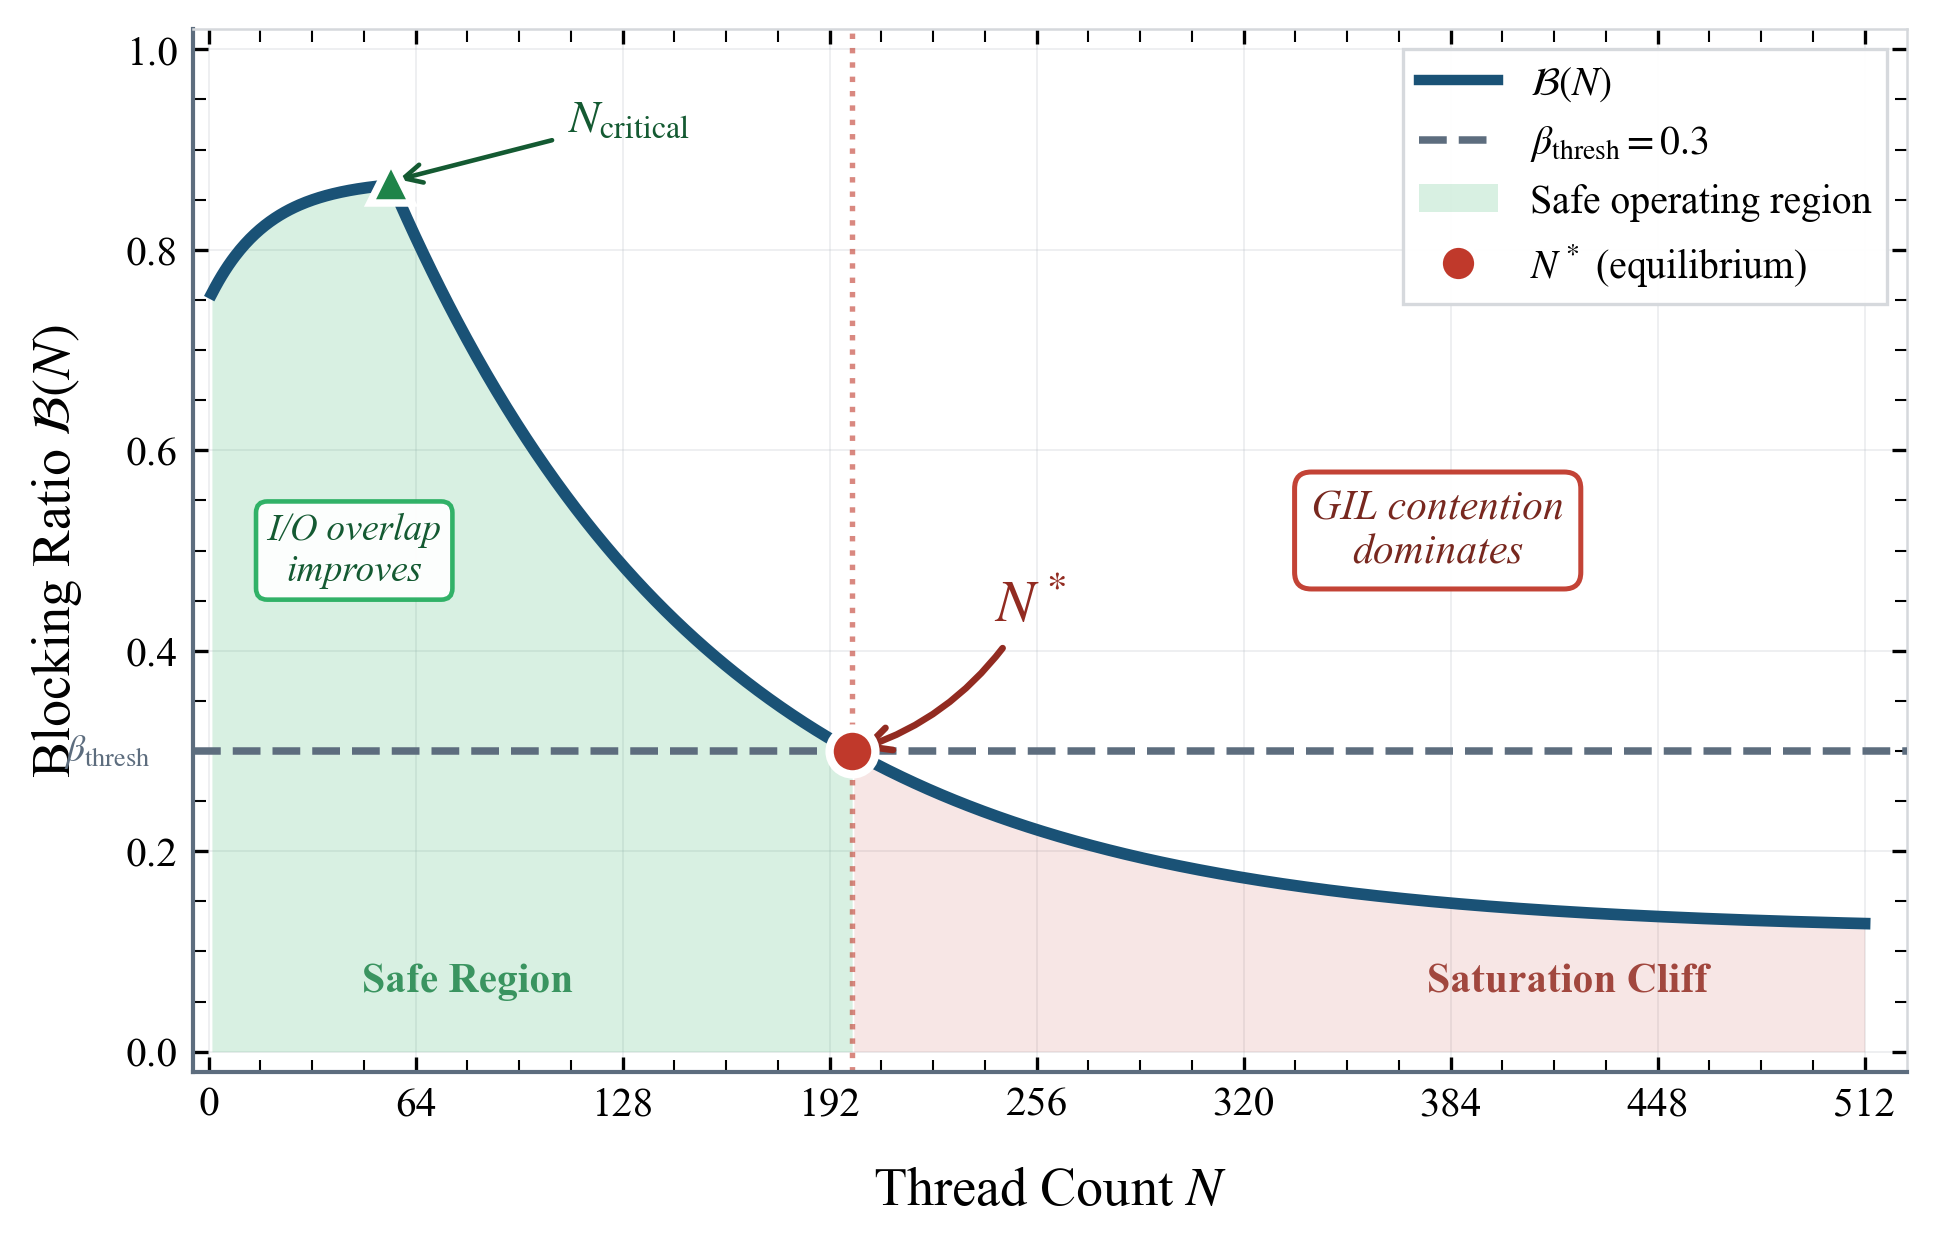 1.0
0.8
0.6
0.4
0.2
0.0
Blocking Ratio ℬ(N)
β_thresh
N_critical
ℬ(N)
β_thresh = 0.3
Safe operating region
N* (equilibrium)
I/O overlap
improves
GIL contention
dominates
N*
Safe Region
Saturation Cliff
0 64 128 192 256 320 384 448 512
Thread Count N